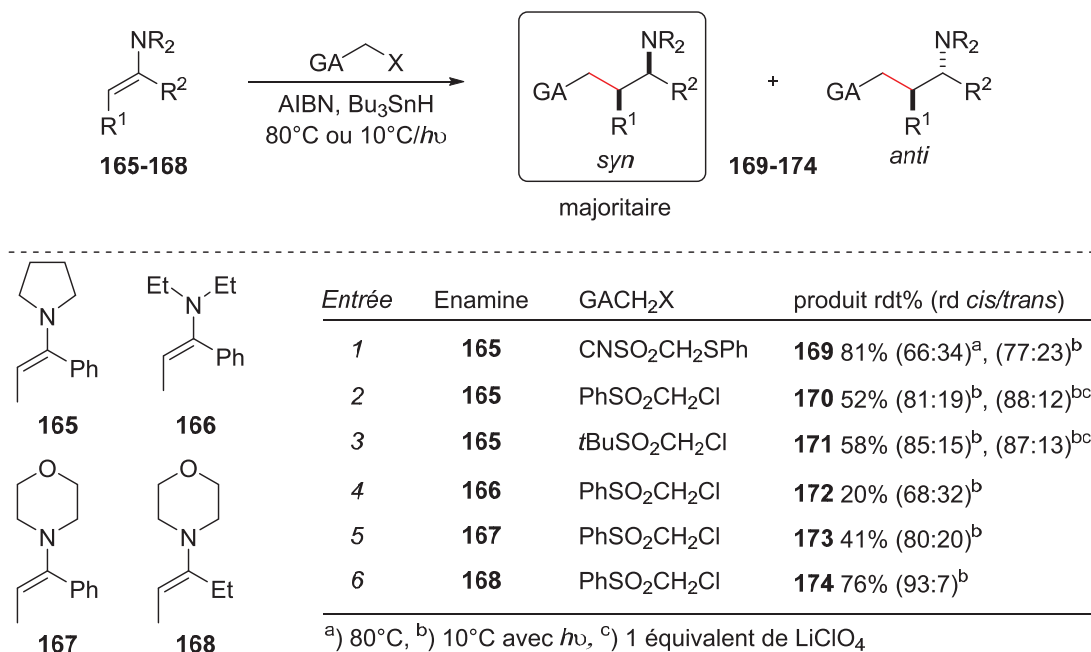 NR2
R2
R1
165-168
GA X
AIBN, Bu3SnH
80°C ou 10°C/hυ
NR2
GA
R2
R1
syn
majoritaire
+
169-174
NR2
GA
R2
R1
anti
N
Ph
165
Et Et
N
Ph
166
O
N
Ph
167
O
N
Et
168
Entrée Enamine GACH2X produit rdt% (rd cis/trans)
1 165 CNSO2CH2SPh 169 81% (66:34)a, (77:23)b
2 165 PhSO2CH2Cl 170 52% (81:19)b, (88:12)bc
3 165 tBuSO2CH2Cl 171 58% (85:15)b, (87:13)bc
4 166 PhSO2CH2Cl 172 20% (68:32)b
5 167 PhSO2CH2Cl 173 41% (80:20)b
6 168 PhSO2CH2Cl 174 76% (93:7)b
a) 80°C, b) 10°C avec hυ, c) 1 équivalent de LiClO4